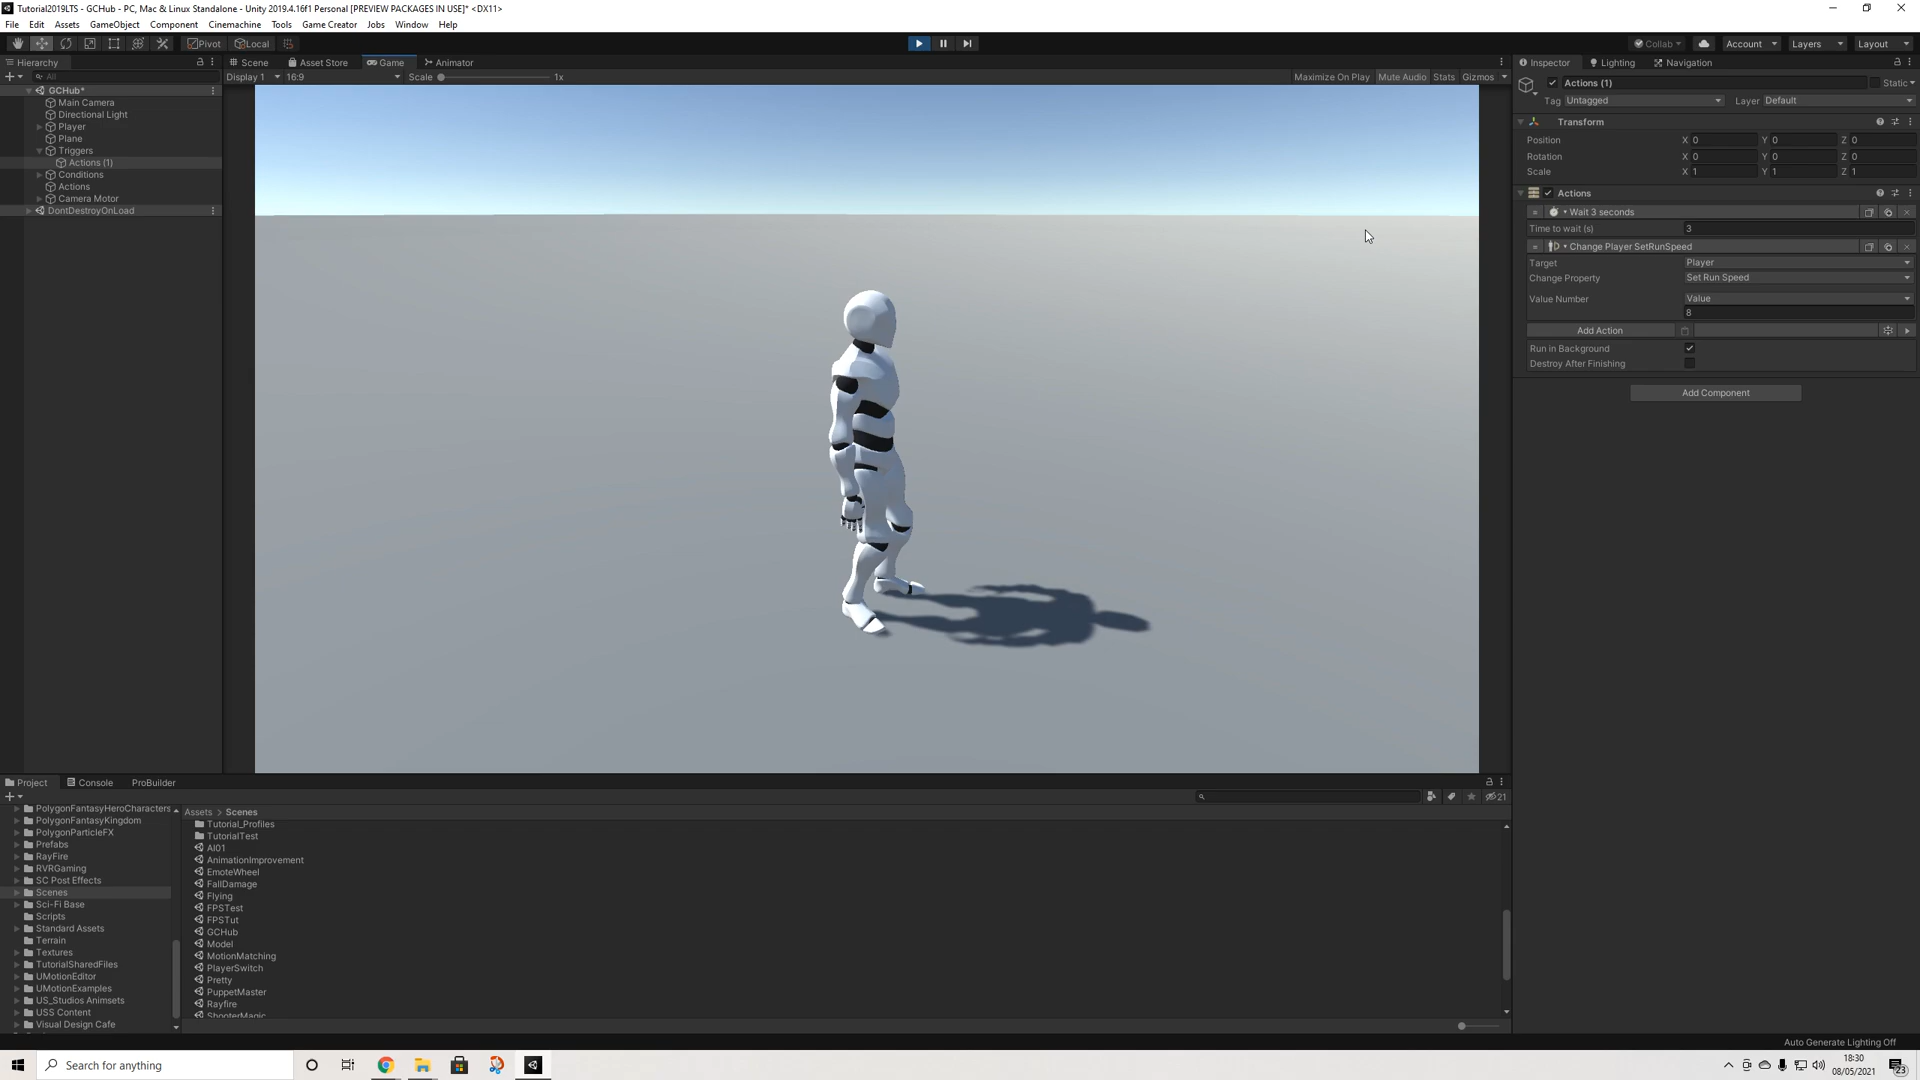 Tutorial2019LTS - GCHub - PC, Mac & Linux Standalone - Unity 2019.4.16f1 Personal [PREVIEW PACKAGES IN USE]* <DX11>
File Edit Assets GameObject Component Cinemachine Tools Game Creator Jobs Window Help
Pivot Local Collab Account Layers Layout
Hierarchy
All
GCHub*
Main Camera
Directional Light
Player
Plane
Triggers
Actions (1)
Conditions
Actions
Camera Motor
DontDestroyOnLoad
Scene Asset Store Game Animator
Display 1 16:9 Scale 1x Maximize On Play Mute Audio Stats Gizmos
Inspector Lighting Navigation
Actions (1) Static
Tag Untagged Layer Default
Transform
Position X 0 Y 0 Z 0
Rotation X 0 Y 0 Z 0
Scale X 1 Y 1 Z 1
Actions
Wait 3 seconds
Time to wait (s) 3
Change Player SetRunSpeed
Target Player
Change Property Set Run Speed
Value Number Value
8
Add Action
Run in Background
Destroy After Finishing
Add Component
Project Console ProBuilder
21
PolygonFantasyHeroCharacters
PolygonFantasyKingdom
PolygonParticleFX
Prefabs
RayFire
RVRGaming
SC Post Effects
Scenes
Sci-Fi Base
Scripts
Standard Assets
Terrain
Textures
TutorialSharedFiles
UMotionEditor
UMotionExamples
US_Studios Animsets
USS Content
Visual Design Cafe
Assets > Scenes
Tutorial_Profiles
TutorialTest
AI01
AnimationImprovement
EmoteWheel
FallDamage
Flying
FPSTest
FPSTut
GCHub
Model
MotionMatching
PlayerSwitch
Pretty
PuppetMaster
Rayfire
ShooterMagic
Auto Generate Lighting Off
Search for anything
18:30
08/05/2021
23